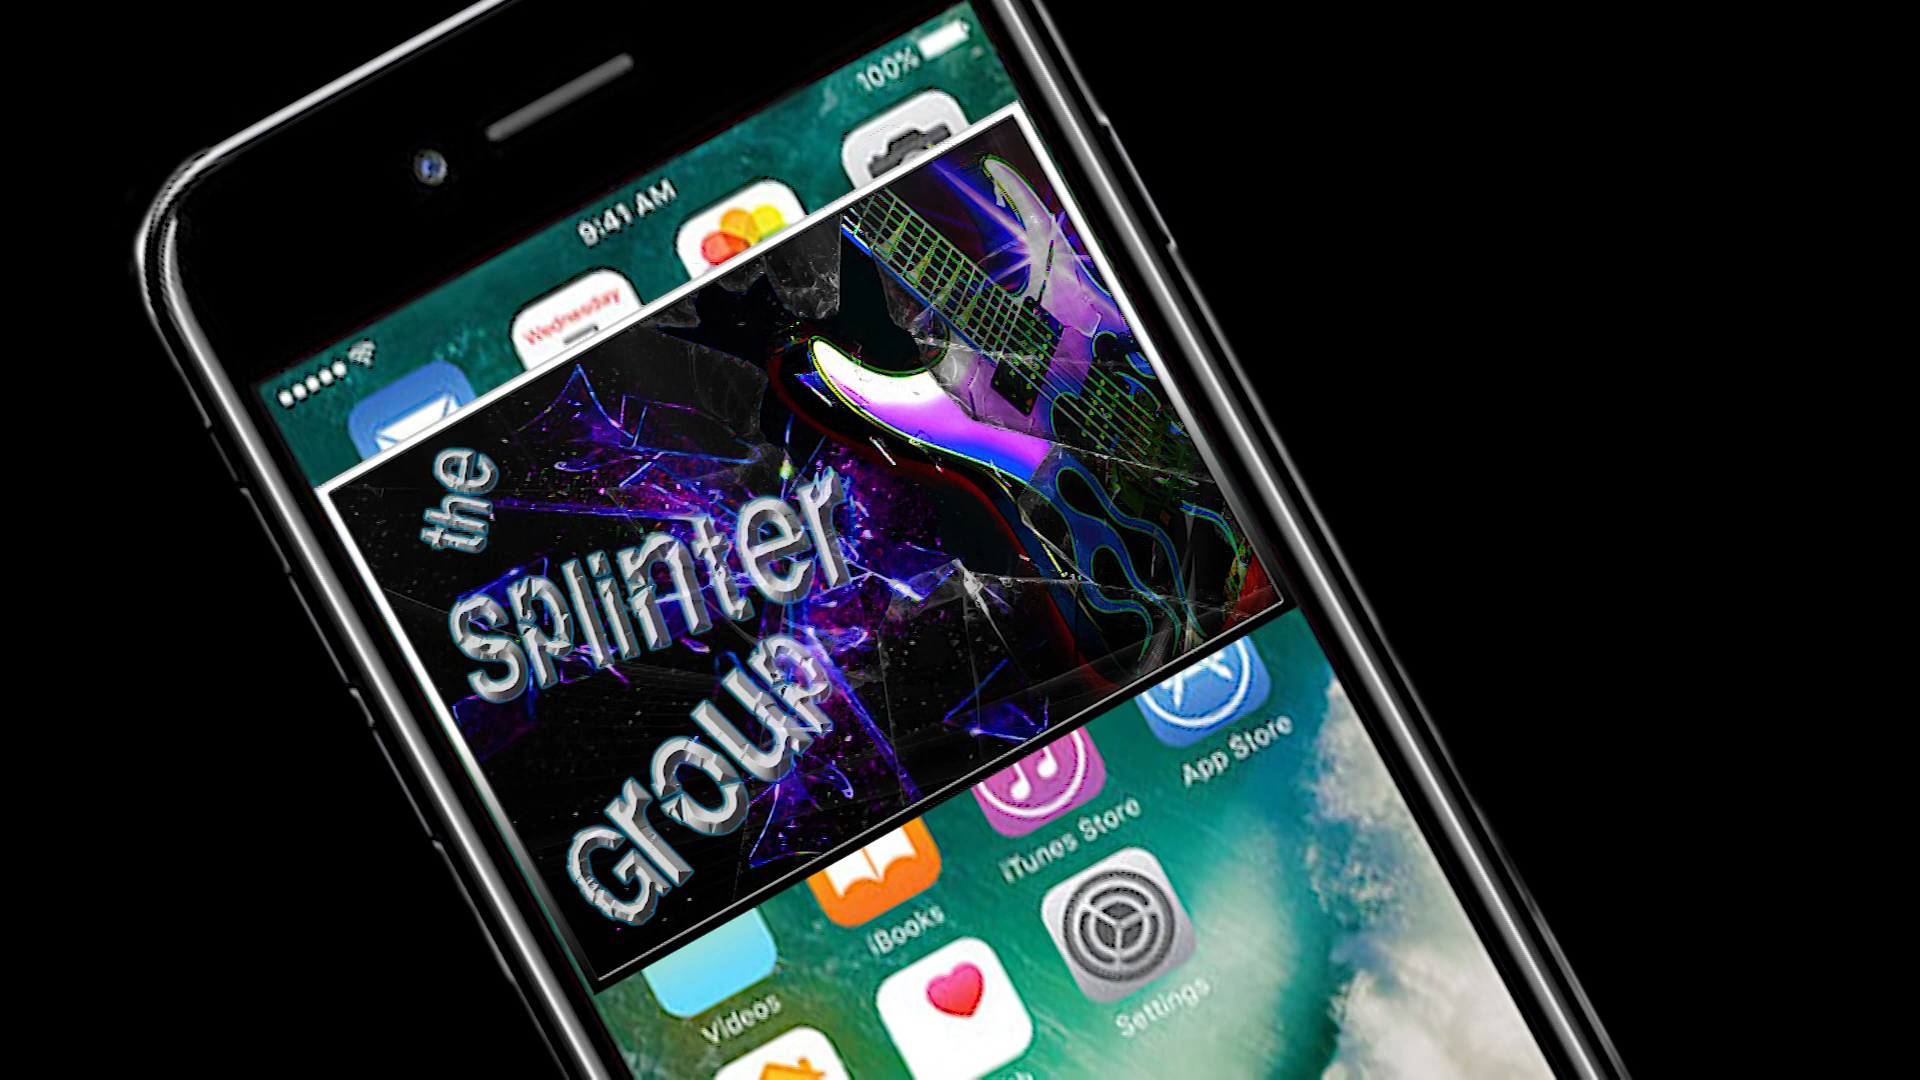 100%
9:41 AM
Wednesday
the
Splinter
Group
App Store
iTunes Store
iBooks
Videos
Settings